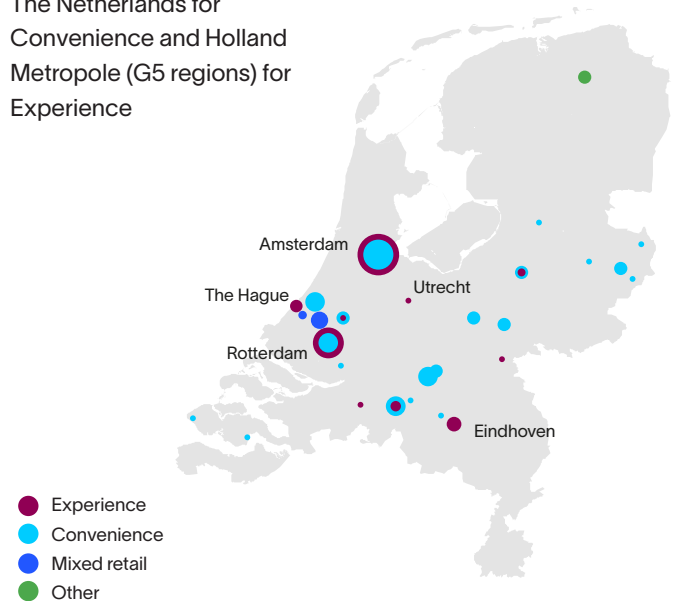 The Netherlands for
Convenience and Holland
Metropole (G5 regions) for
Experience
Amsterdam
Utrecht
The Hague
Rotterdam
Eindhoven
Experience
Convenience
Mixed retail
Other